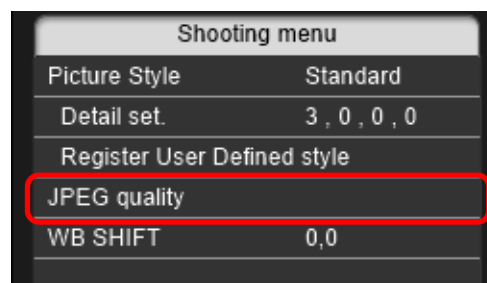 Shooting menu
Picture Style Standard
Detail set. 3 , 0 , 0 , 0
Register User Defined style
JPEG quality
WB SHIFT 0,0